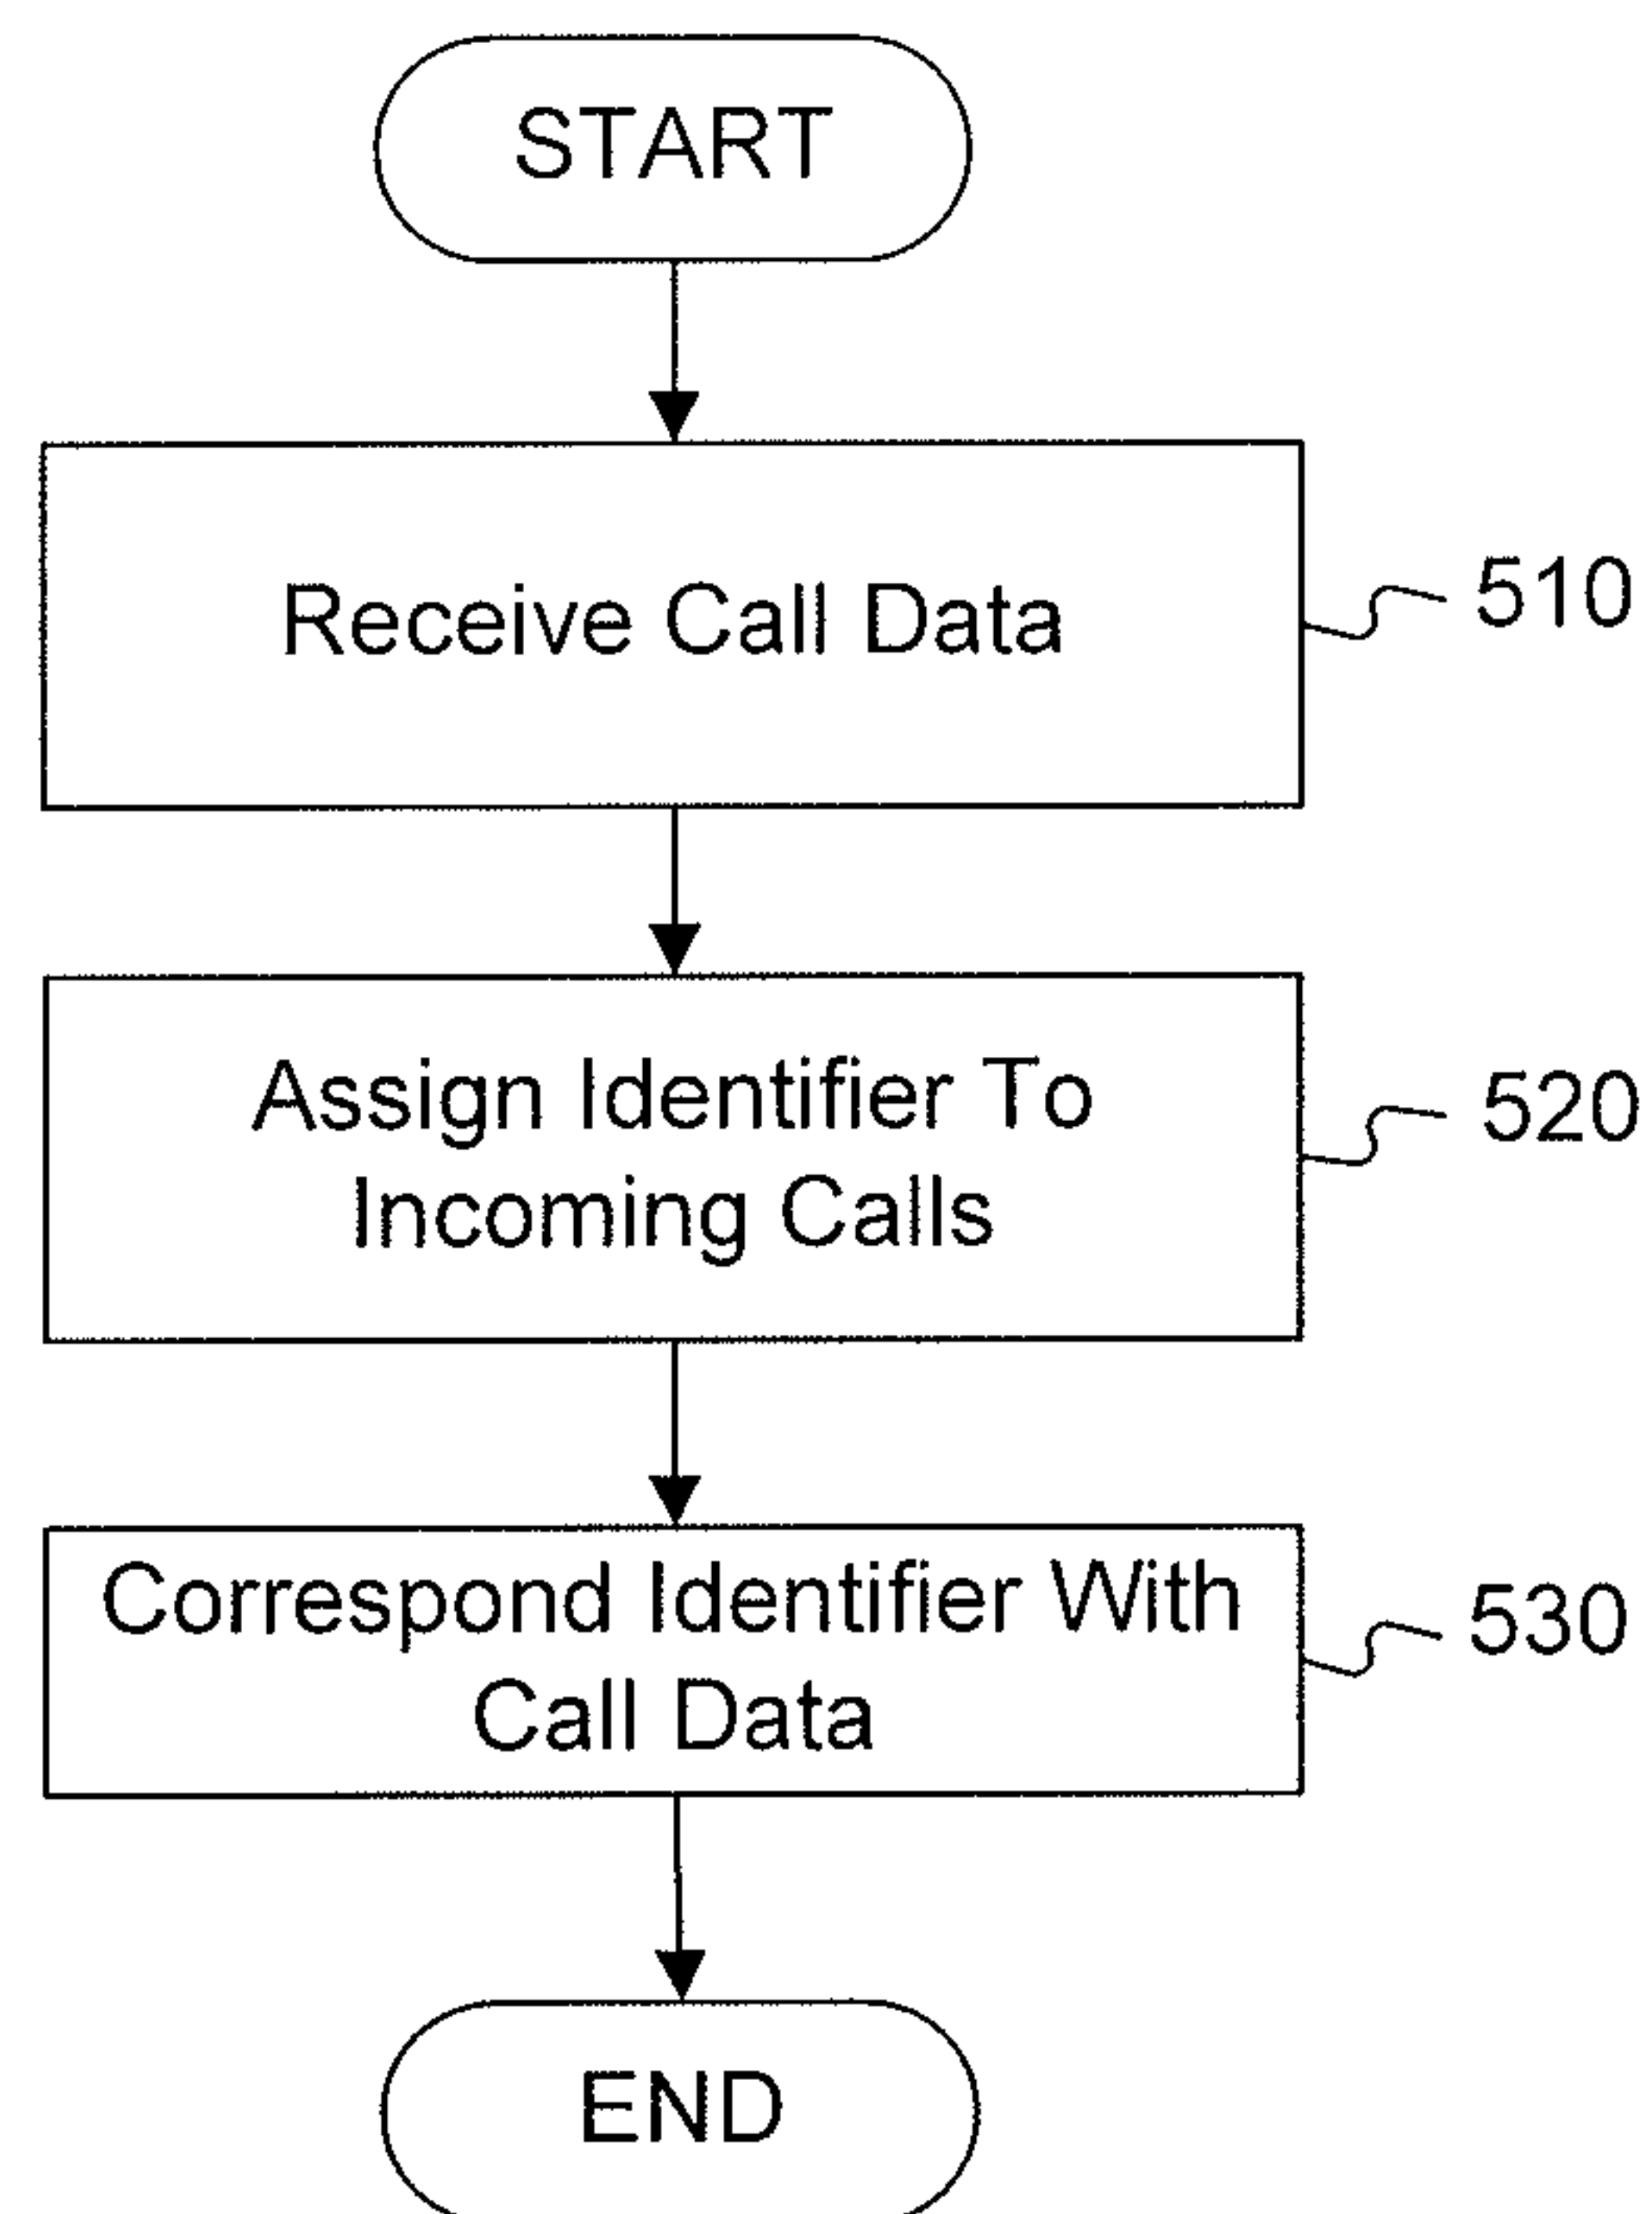 START
Receive Call Data
510
Assign Identifier To
Incoming Calls
520
Correspond Identifier With
Call Data
530
END